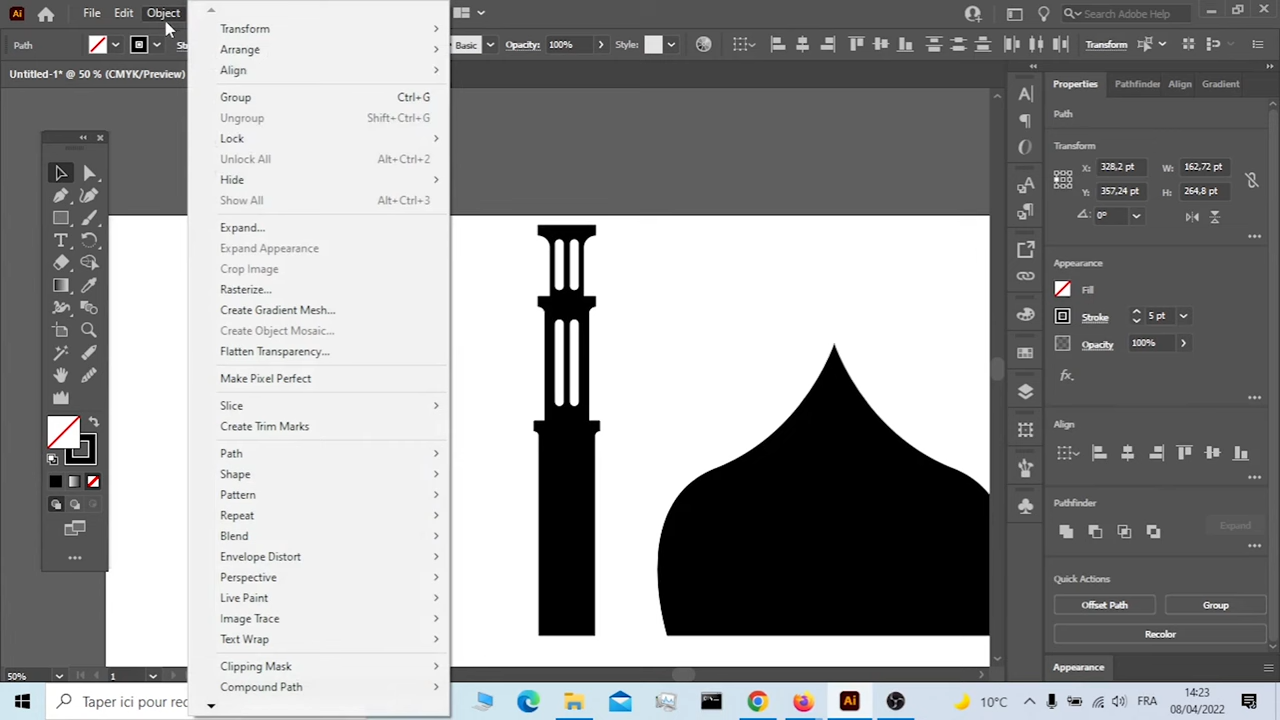 Ai File Edit Object Search Adobe Help
Path St Basic Opacity: 100% Style: Transform
Untitled-1* @ 50 % (CMYK/Preview)
Transform
Arrange
Align
Group Ctrl+G
Ungroup Shift+Ctrl+G
Lock
Unlock All Alt+Ctrl+2
Hide
Show All Alt+Ctrl+3
Expand...
Expand Appearance
Crop Image
Rasterize...
Create Gradient Mesh...
Create Object Mosaic...
Flatten Transparency...
Make Pixel Perfect
Slice
Create Trim Marks
Path
Shape
Pattern
Repeat
Blend
Envelope Distort
Perspective
Live Paint
Image Trace
Text Wrap
Clipping Mask
Compound Path
Properties Pathfinder Align Gradient
Path
Transform
X: 328,2 pt W: 162,72 pt
Y: 357,24 pt H: 264,8 pt
0°
Appearance
Fill
Stroke 5 pt
Opacity 100%
fx.
Align
Pathfinder
Expand
Quick Actions
Offset Path Group
Recolor
Appearance
50% 1
Taper ici pour rec Ai 10°C FRA 14:23
08/04/2022